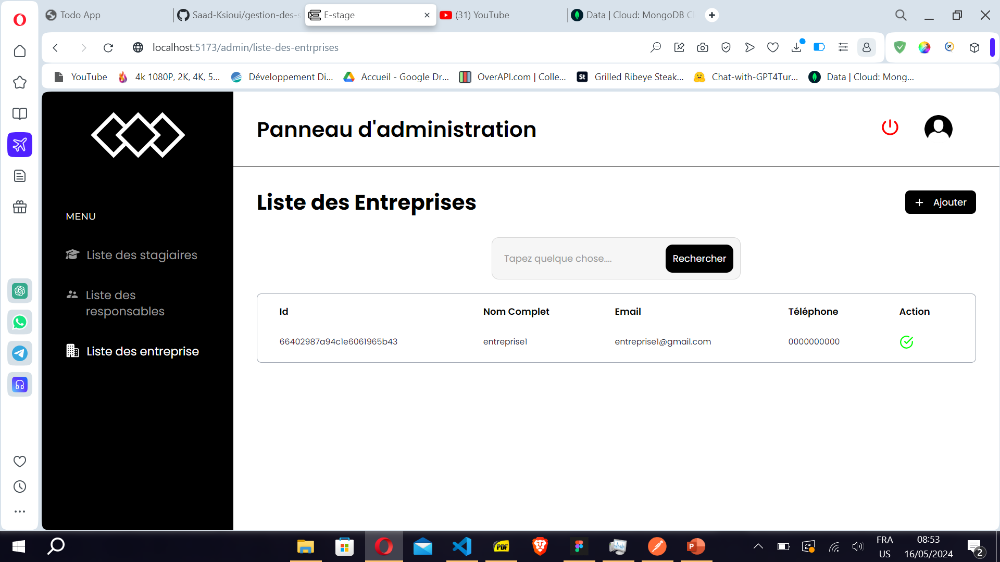 Todo App
Saad-Ksioui/gestion-des-s
E-stage
(31) YouTube
Data | Cloud: MongoDB Cl
localhost:5173/admin/liste-des-entrprises
YouTube
4k 1080P, 2K, 4K, 5...
Développement Di...
Accueil - Google Dr...
OverAPI.com | Colle...
St
Grilled Ribeye Steak...
Chat-with-GPT4Tur...
Data | Cloud: Mong...
Panneau d'administration
MENU
Liste des stagiaires
Liste des
responsables
Liste des entreprise
Liste des Entreprises
+ Ajouter
Tapez quelque chose....
Rechercher
Id Nom Complet Email Téléphone Action
66402987a94c1e6061965b43 entreprise1 entreprise1@gmail.com 0000000000
PDF
P
FRA
US
08:53
16/05/2024
2